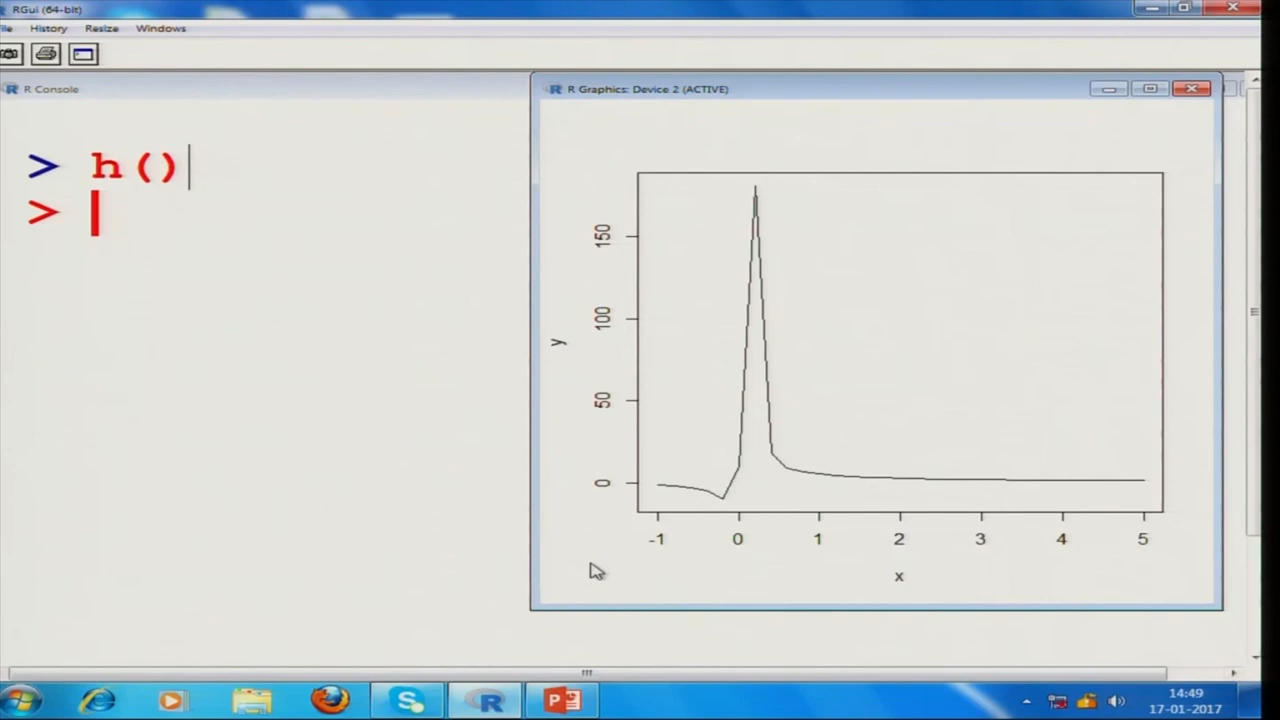 RGui (64-bit)
File History Resize Windows
R Console
R Graphics: Device 2 (ACTIVE)
> h()
>
150
100
50
0
y
-1 0 1 2 3 4 5
x
14:49
17-01-2017